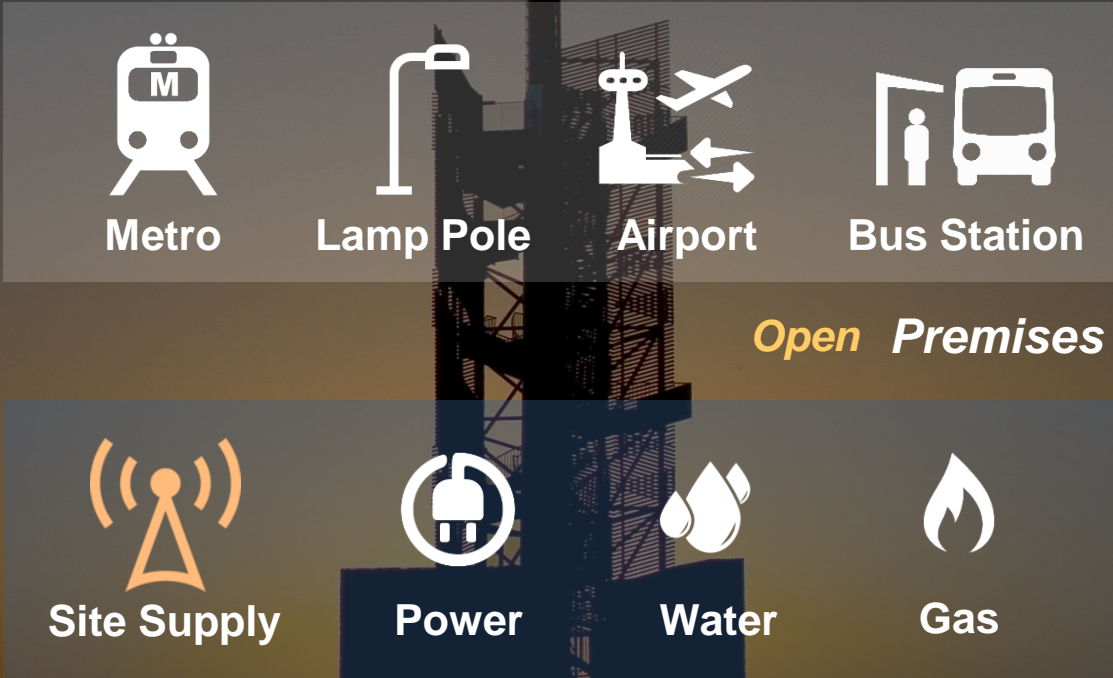 M
Metro Lamp Pole Airport Bus Station
Open Premises
Site Supply Power Water Gas